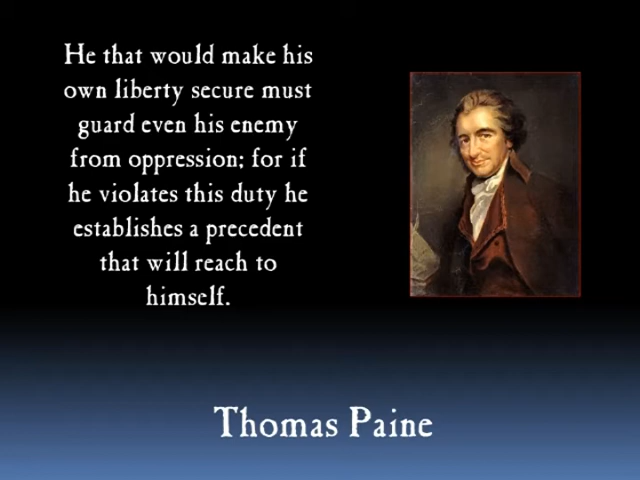 He that would make his
own liberty secure must
guard even his enemy
from oppression; for if
he violates this duty he
establishes a precedent
that will reach to
himself.
Thomas Paine